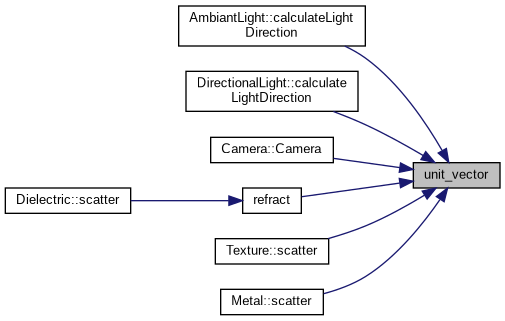 AmbiantLight::calculateLight
Direction
DirectionalLight::calculate
LightDirection
Camera::Camera
unit_vector
Dielectric::scatter
refract
Texture::scatter
Metal::scatter